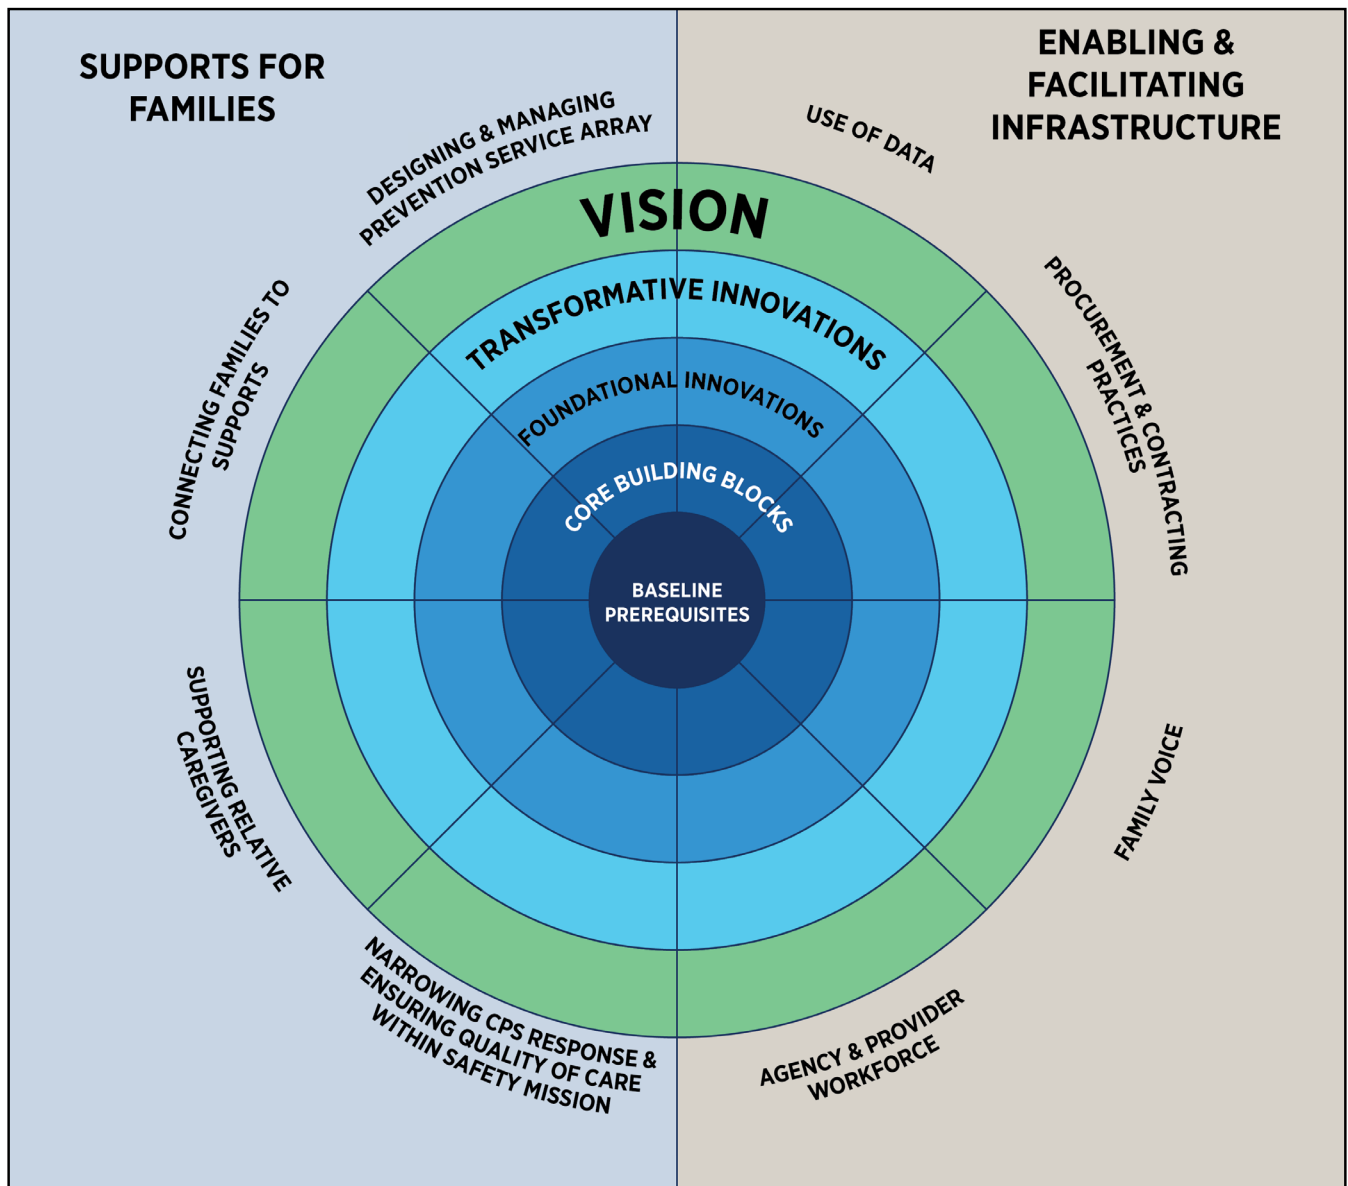 SUPPORTS FOR
FAMILIES
ENABLING &
FACILITATING
INFRASTRUCTURE
DESIGNING & MANAGING
PREVENTION SERVICE ARRAY
USE OF DATA
CONNECTING FAMILIES TO
SUPPORTS
PROCUREMENT & CONTRACTING
PRACTICES
VISION
TRANSFORMATIVE INNOVATIONS
FOUNDATIONAL INNOVATIONS
CORE BUILDING BLOCKS
BASELINE
PREREQUISITES
SUPPORTING RELATIVE
CAREGIVERS
FAMILY VOICE
NARROWING CPS RESPONSE &
ENSURING QUALITY OF CARE
WITHIN SAFETY MISSION
AGENCY & PROVIDER
WORKFORCE